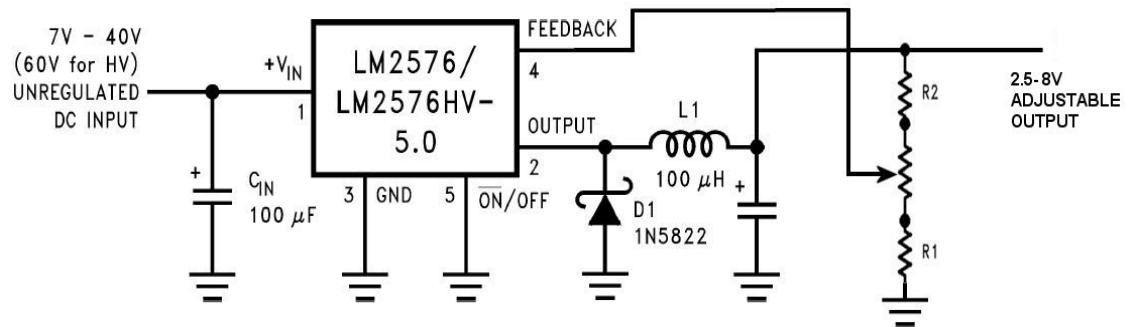 7V - 40V
(60V for HV)
UNREGULATED
DC INPUT
+VIN
1
LM2576/
LM2576HV-
5.0
FEEDBACK
4
OUTPUT
2
3
GND
5
ON/OFF
CIN
100 µF
+
L1
100 µH
D1
1N5822
+
R2
R1
2.5-8V
ADJUSTABLE
OUTPUT